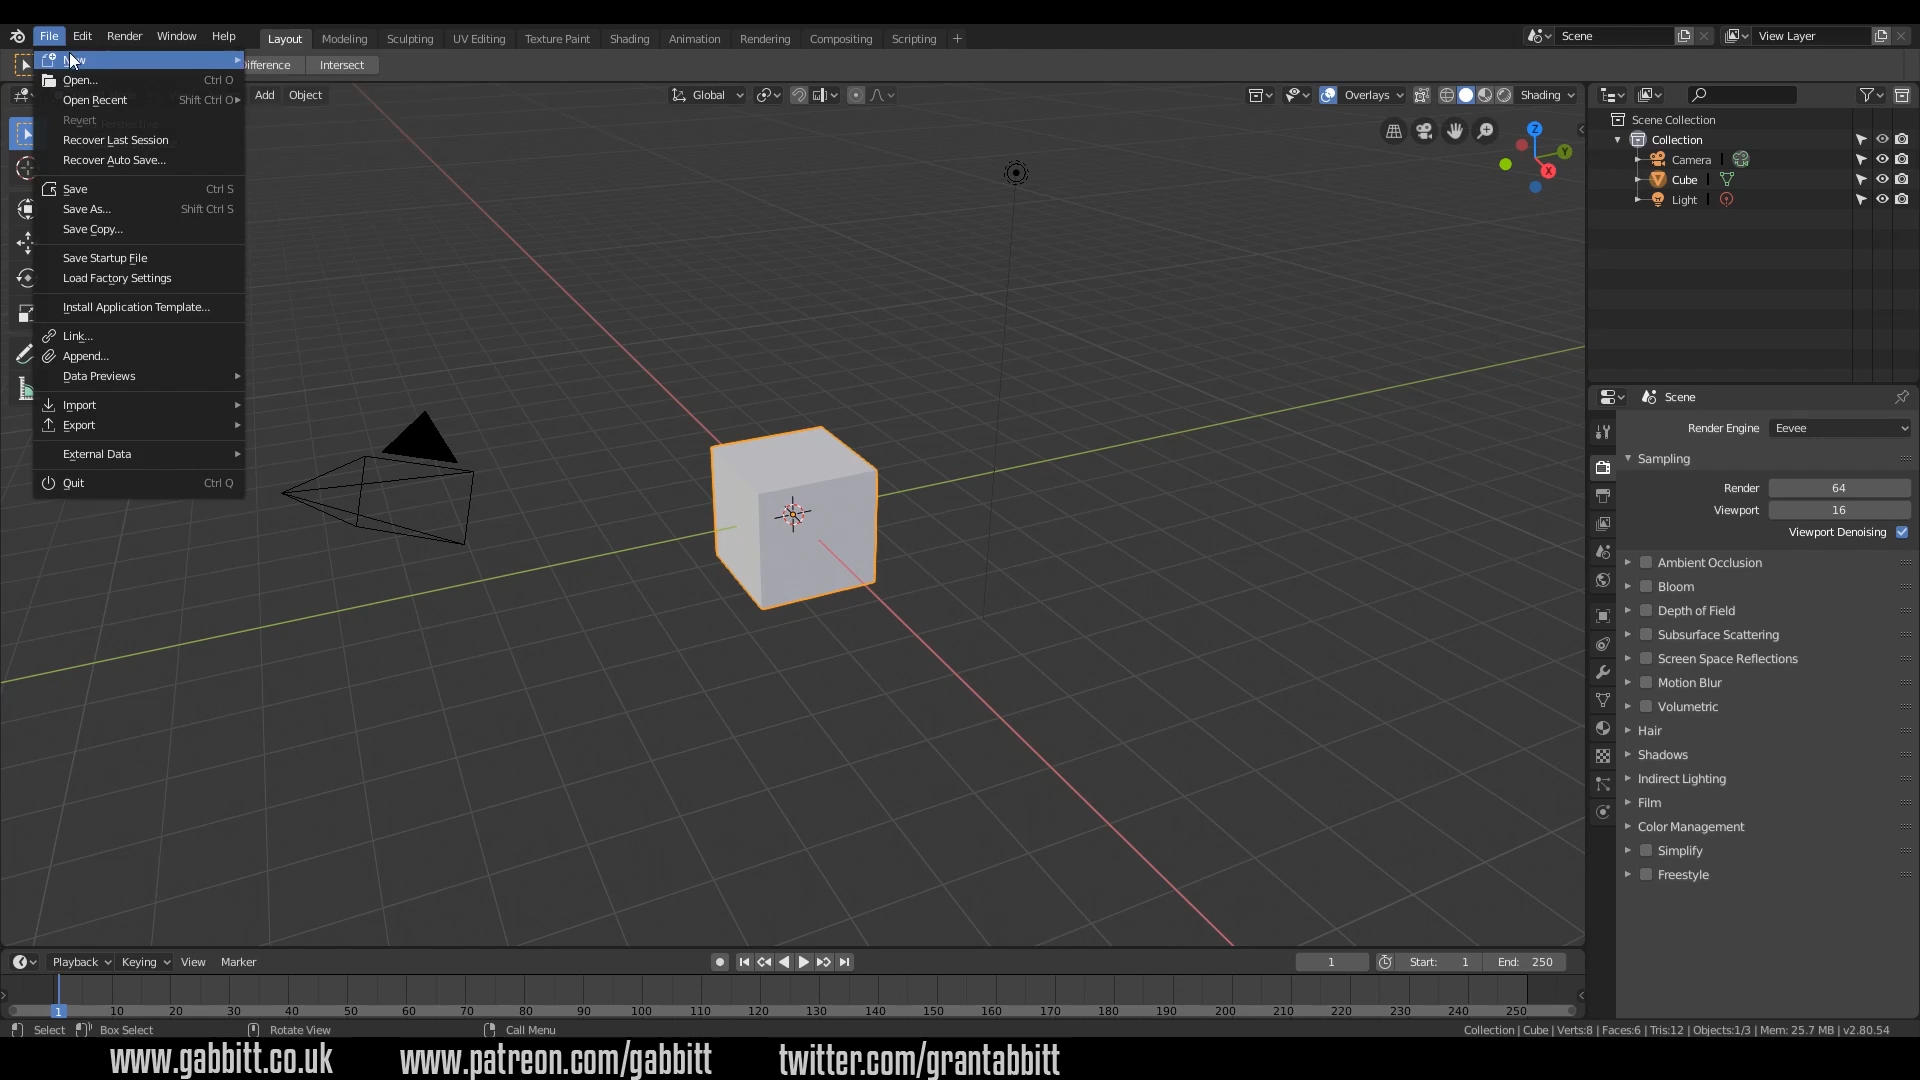 File Edit Render Window Help Layout Modeling Sculpting UV Editing Texture Paint Shading Animation Rendering Compositing Scripting + Scene View Layer
Difference Intersect
Open... Ctrl O
Open Recent Shift Ctrl O
Revert
Recover Last Session
Recover Auto Save...
Save Ctrl S
Save As... Shift Ctrl S
Save Copy...
Save Startup File
Load Factory Settings
Install Application Template...
Link...
Append...
Data Previews
Import
Export
External Data
Quit Ctrl Q
Add Object Global Overlays Shading
Z
Y
X
Scene Collection
Collection
Camera
Cube
Light
Scene
Render Engine Eevee
Sampling
Render 64
Viewport 16
Viewport Denoising
Ambient Occlusion
Bloom
Depth of Field
Subsurface Scattering
Screen Space Reflections
Motion Blur
Volumetric
Hair
Shadows
Indirect Lighting
Film
Color Management
Simplify
Freestyle
Playback Keying View Marker 1 Start: 1 End: 250
1 10 20 30 40 50 60 70 80 90 100 110 120 130 140 150 160 170 180 190 200 210 220 230 240 250
Select Box Select Rotate View Call Menu Collection | Cube | Verts:8 | Faces:6 | Tris:12 | Objects:1/3 | Mem: 25.7 MB | v2.80.54
www.gabbitt.co.uk www.patreon.com/gabbitt twitter.com/grantabbitt